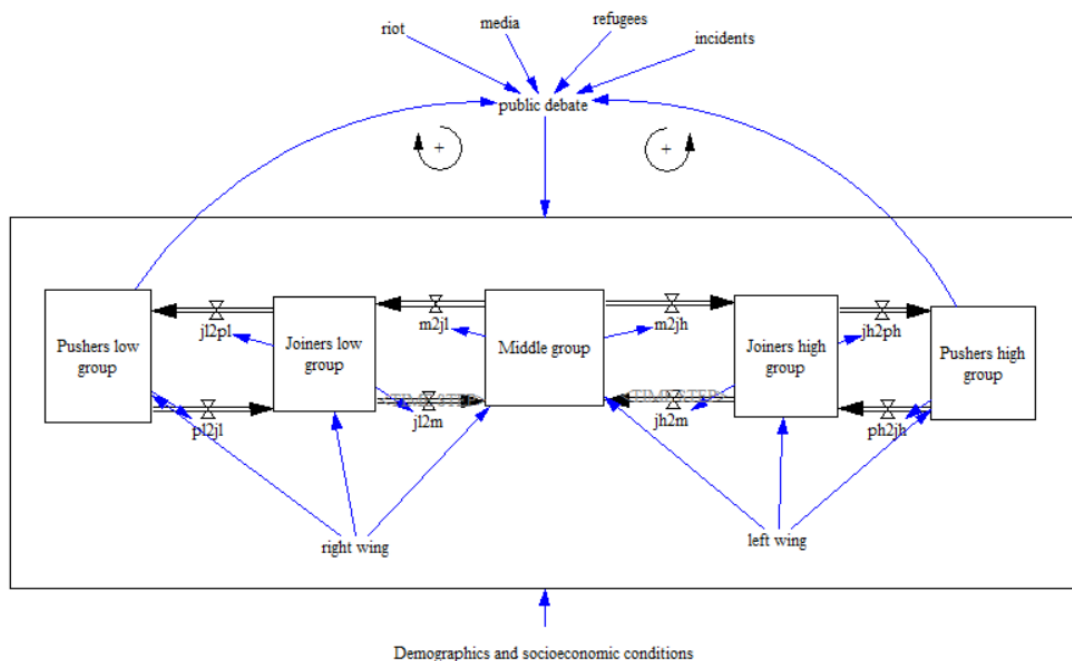 riot
media
refugees
incidents
public debate
+
+
jl2pl
m2jl
m2jh
jh2ph
Pushers low
group
Joiners low
group
Middle group
Joiners high
group
Pushers high
group
pl2jl
jl2m
jh2m
ph2jh
right wing
left wing
Demographics and socioeconomic conditions